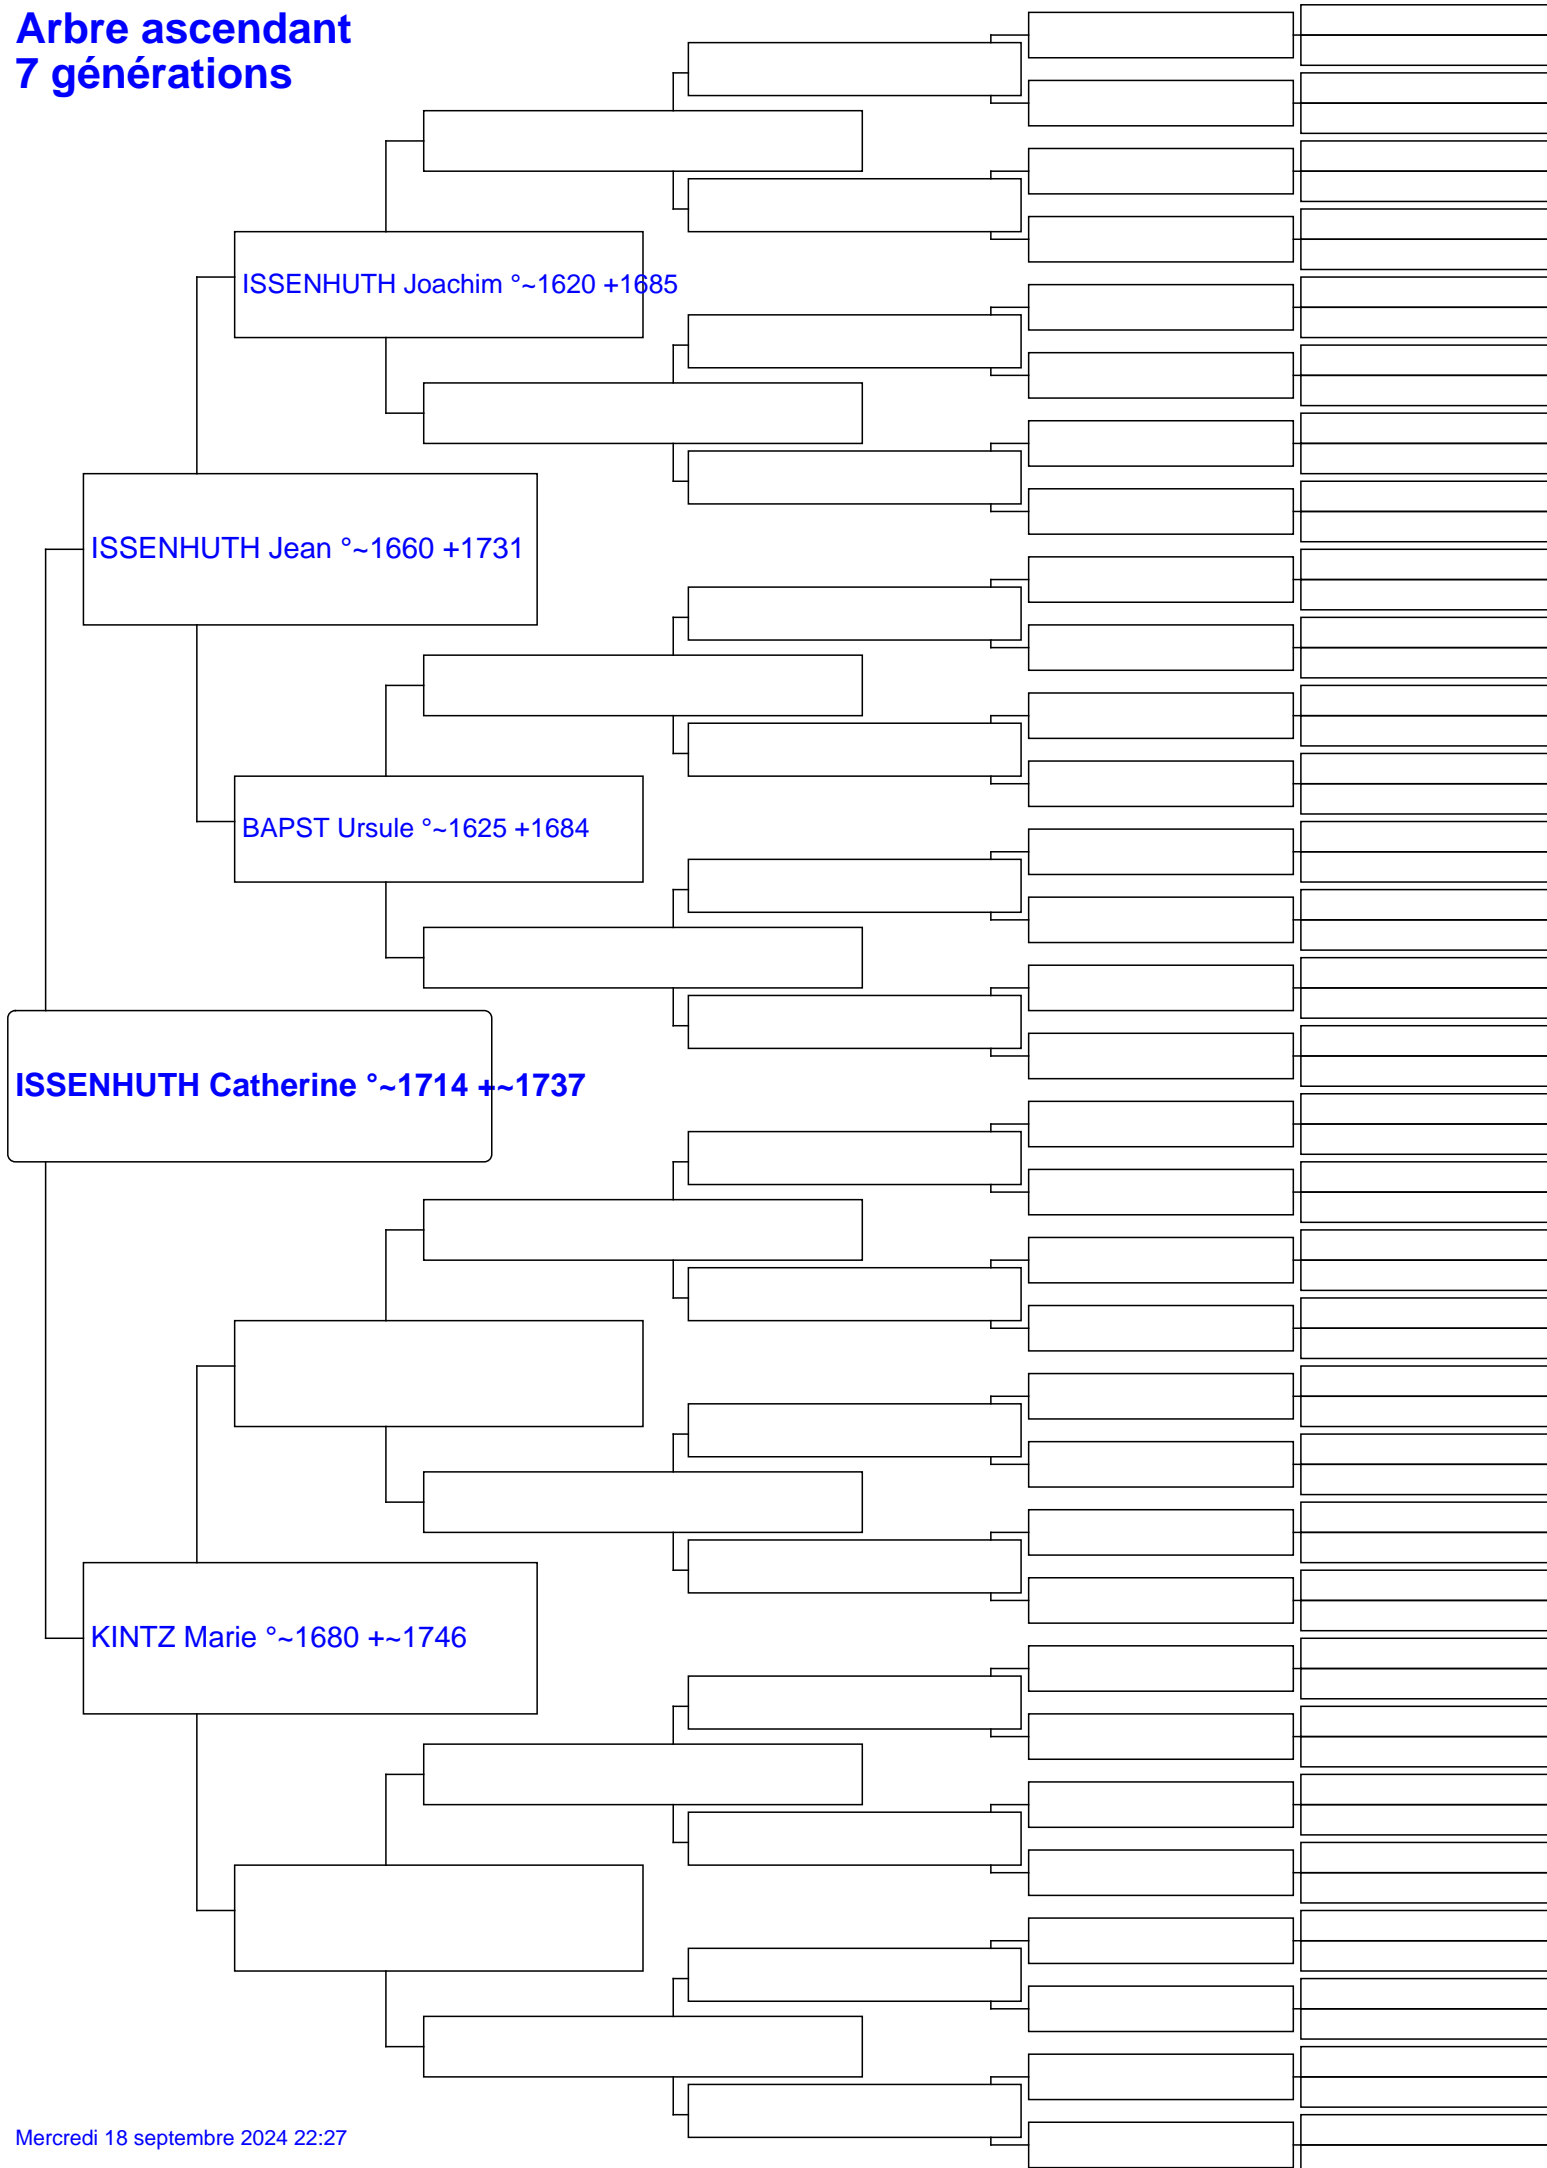 Arbre ascendant
7 générations
ISSENHUTH Joachim °~1620 +1685
ISSENHUTH Jean °~1660 +1731
BAPST Ursule °~1625 +1684
ISSENHUTH Catherine °~1714 +~1737
KINTZ Marie °~1680 +~1746
Mercredi 18 septembre 2024 22:27